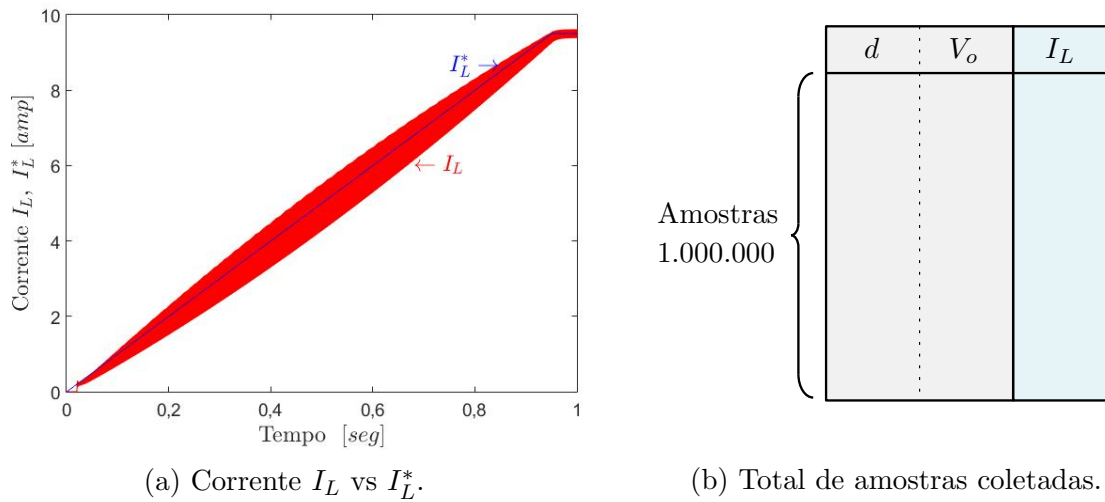 10
8
6
4
2
0
Corrente I_L, I_L^* [amp]
I_L^* →
← I_L
0 0,2 0,4 0,6 0,8 1
Tempo [seg]
(a) Corrente I_L vs I_L^*.
d V_o I_L
Amostras
1.000.000
(b) Total de amostras coletadas.